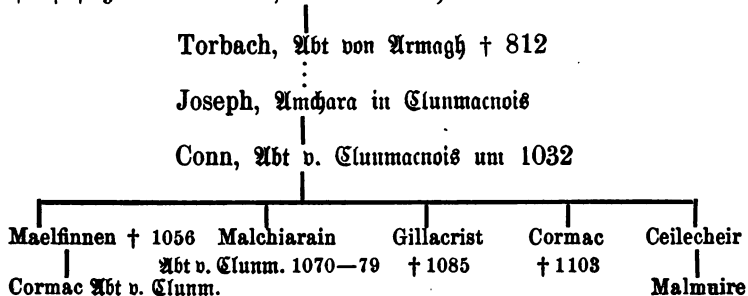 Torbach, Abt von Armagh † 812
Joseph, Amchara in Clunmacnois
Conn, Abt v. Clunmacnois um 1032
Maelfinnen † 1056 Malchiarain Gillacrist Cormac Ceilecheir
Abt v. Clunm. 1070—79 † 1085 † 1103
Cormac Abt v. Clunm. Malmuire